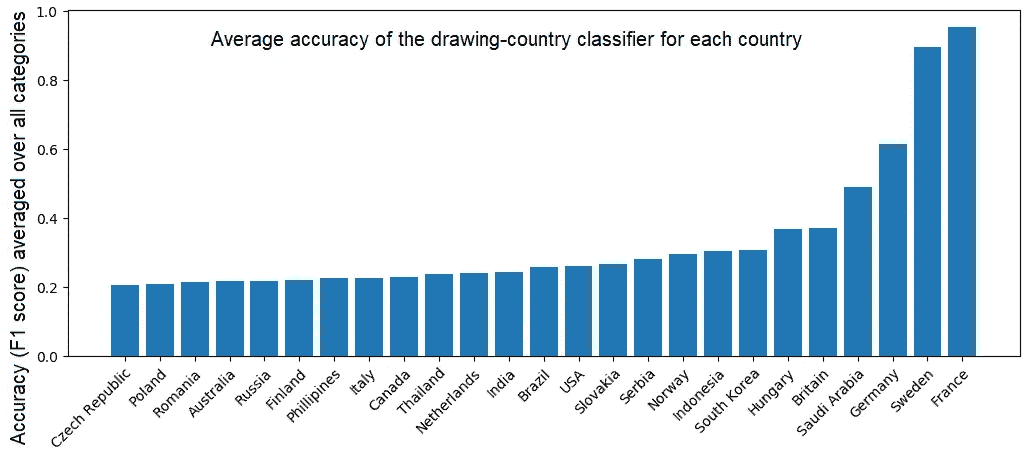 Average accuracy of the drawing-country classifier for each country
Accuracy (F1 score) averaged over all categories
1.0
0.8
0.6
0.4
0.2
0.0
Czech Republic
Poland
Romania
Australia
Russia
Finland
Phillipines
Italy
Canada
Thailand
Netherlands
India
Brazil
USA
Slovakia
Serbia
Norway
Indonesia
South Korea
Hungary
Britain
Saudi Arabia
Germany
Sweden
France